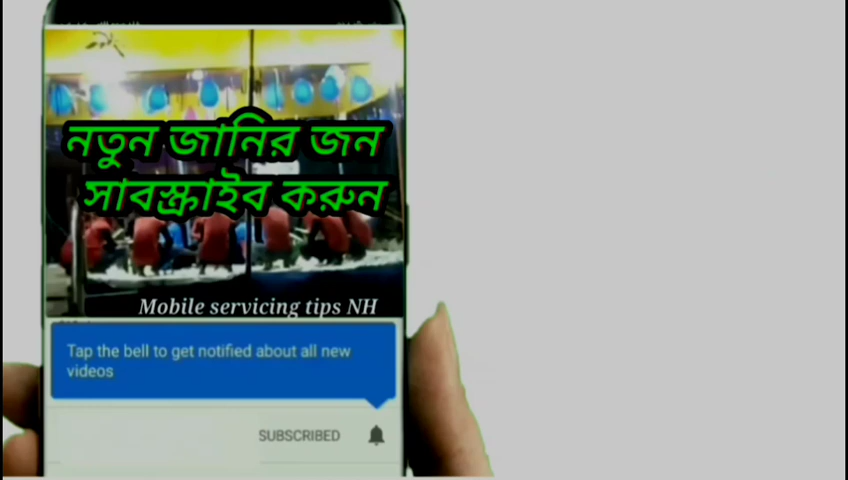 নতুন জানির জন
সাবস্ক্রাইব করুন
Mobile servicing tips NH
Tap the bell to get notified about all new
videos
SUBSCRIBED